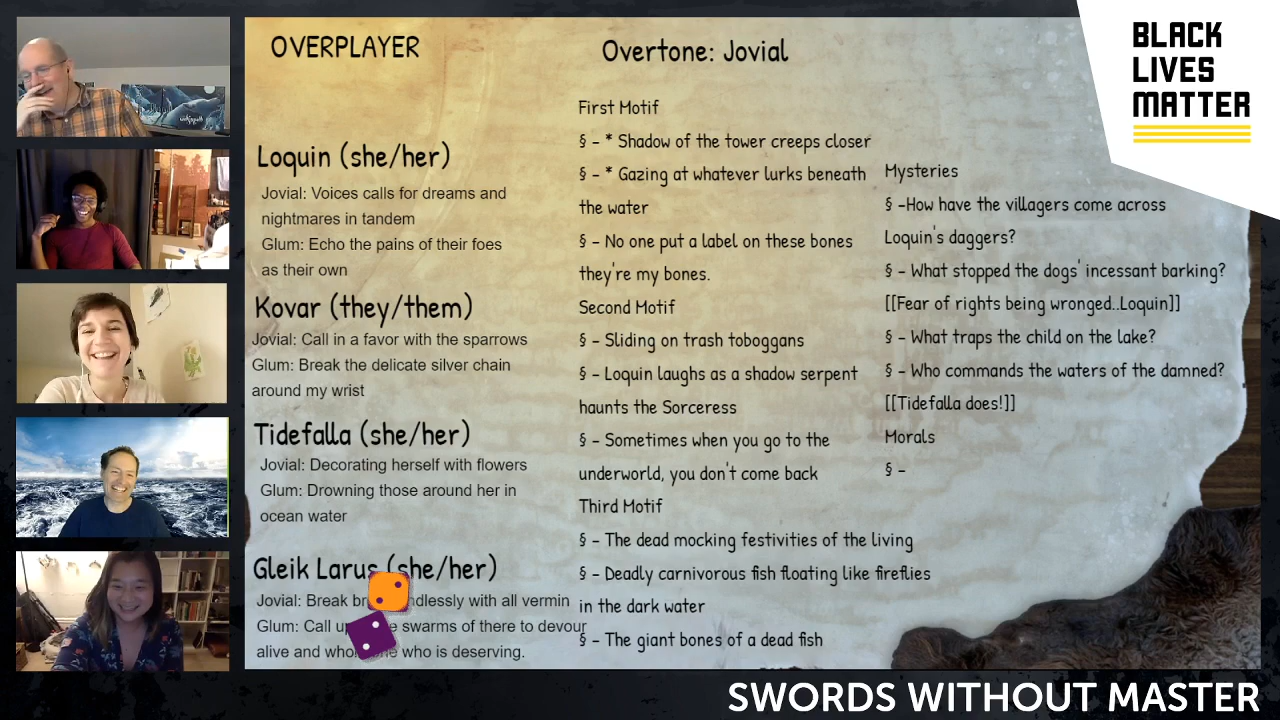 OVERPLAYER
Loquin (she/her)
Jovial: Voices calls for dreams and
nightmares in tandem
Glum: Echo the pains of their foes
as their own
Kovar (they/them)
Jovial: Call in a favor with the sparrows
Glum: Break the delicate silver chain
around my wrist
Tidefalla (she/her)
Jovial: Decorating herself with flowers
Glum: Drowning those around her in
ocean water
Gleik Larus (she/her)
Jovial: Break with all vermin
Glum: Call swarms of there to devour
alive and who is deserving.
Overtone: Jovial
First Motif
§ - * Shadow of the tower creeps closer
§ - * Gazing at whatever lurks beneath
the water
§ - No one put a label on these bones
they're my bones.
Second Motif
§ - Sliding on trash toboggans
§ - Loquin laughs as a shadow serpent
haunts the Sorceress
§ - Sometimes when you go to the
underworld, you don't come back
Third Motif
§ - The dead mocking festivities of the living
§ - Deadly carnivorous fish floating like fireflies
in the dark water
§ - The giant bones of a dead fish
Mysteries
§ -How have the villagers come across
Loquin's daggers?
§ - What stopped the dogs' incessant barking?
[[Fear of rights being wronged..Loquin]]
§ - What traps the child on the lake?
§ - Who commands the waters of the damned?
[[Tidefalla does!]]
Morals
§ -
BLACK
LIVES
MATTER
SWORDS WITHOUT MASTER